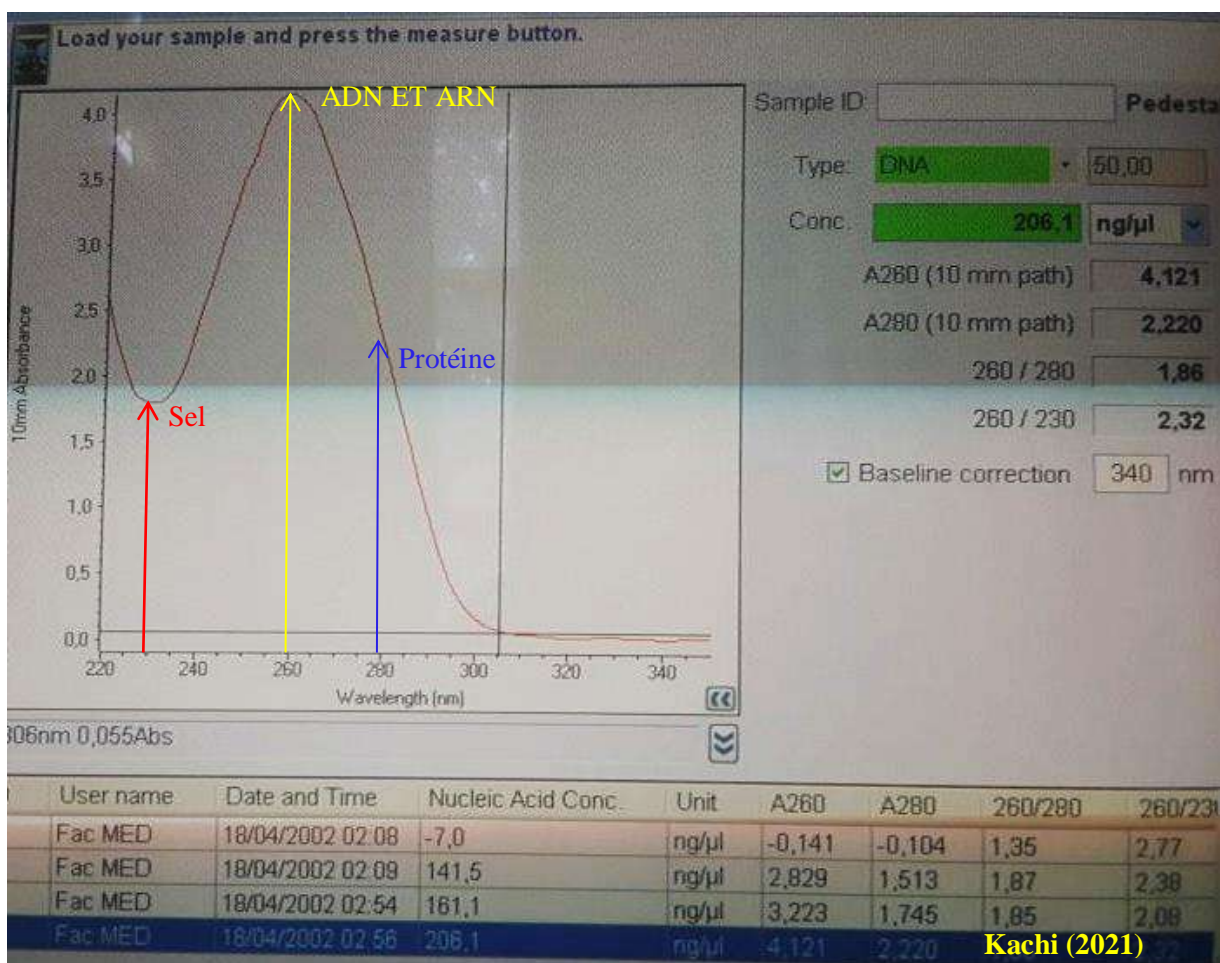 Load your sample and press the measure button.
ADN ET ARN
4,0
3,5
3,0
2,5
2,0
1,5
1,0
0,5
0,0
10mm Absorbance
Protéine
Sel
220 240 260 280 300 320 340
Wavelength (nm)
Sample ID: Pedesta
Type: DNA 50,00
Conc. 206,1 ng/µl
A260 (10 mm path) 4,121
A280 (10 mm path) 2,220
260 / 280 1,86
260 / 230 2,32
Baseline correction 340 nm
306nm 0,055Abs
User name Date and Time Nucleic Acid Conc. Unit A260 A280 260/280 260/23
Fac MED 18/04/2002 02:08 -7,0 ng/µl -0,141 -0,104 1,35 2,77
Fac MED 18/04/2002 02:09 141,5 ng/µl 2,829 1,513 1,87 2,38
Fac MED 18/04/2002 02:54 161,1 ng/µl 3,223 1,745 1,85 2,08
Fac MED 18/04/2002 02:56 206,1 ng/µl 4,121 2,220
Kachi (2021)